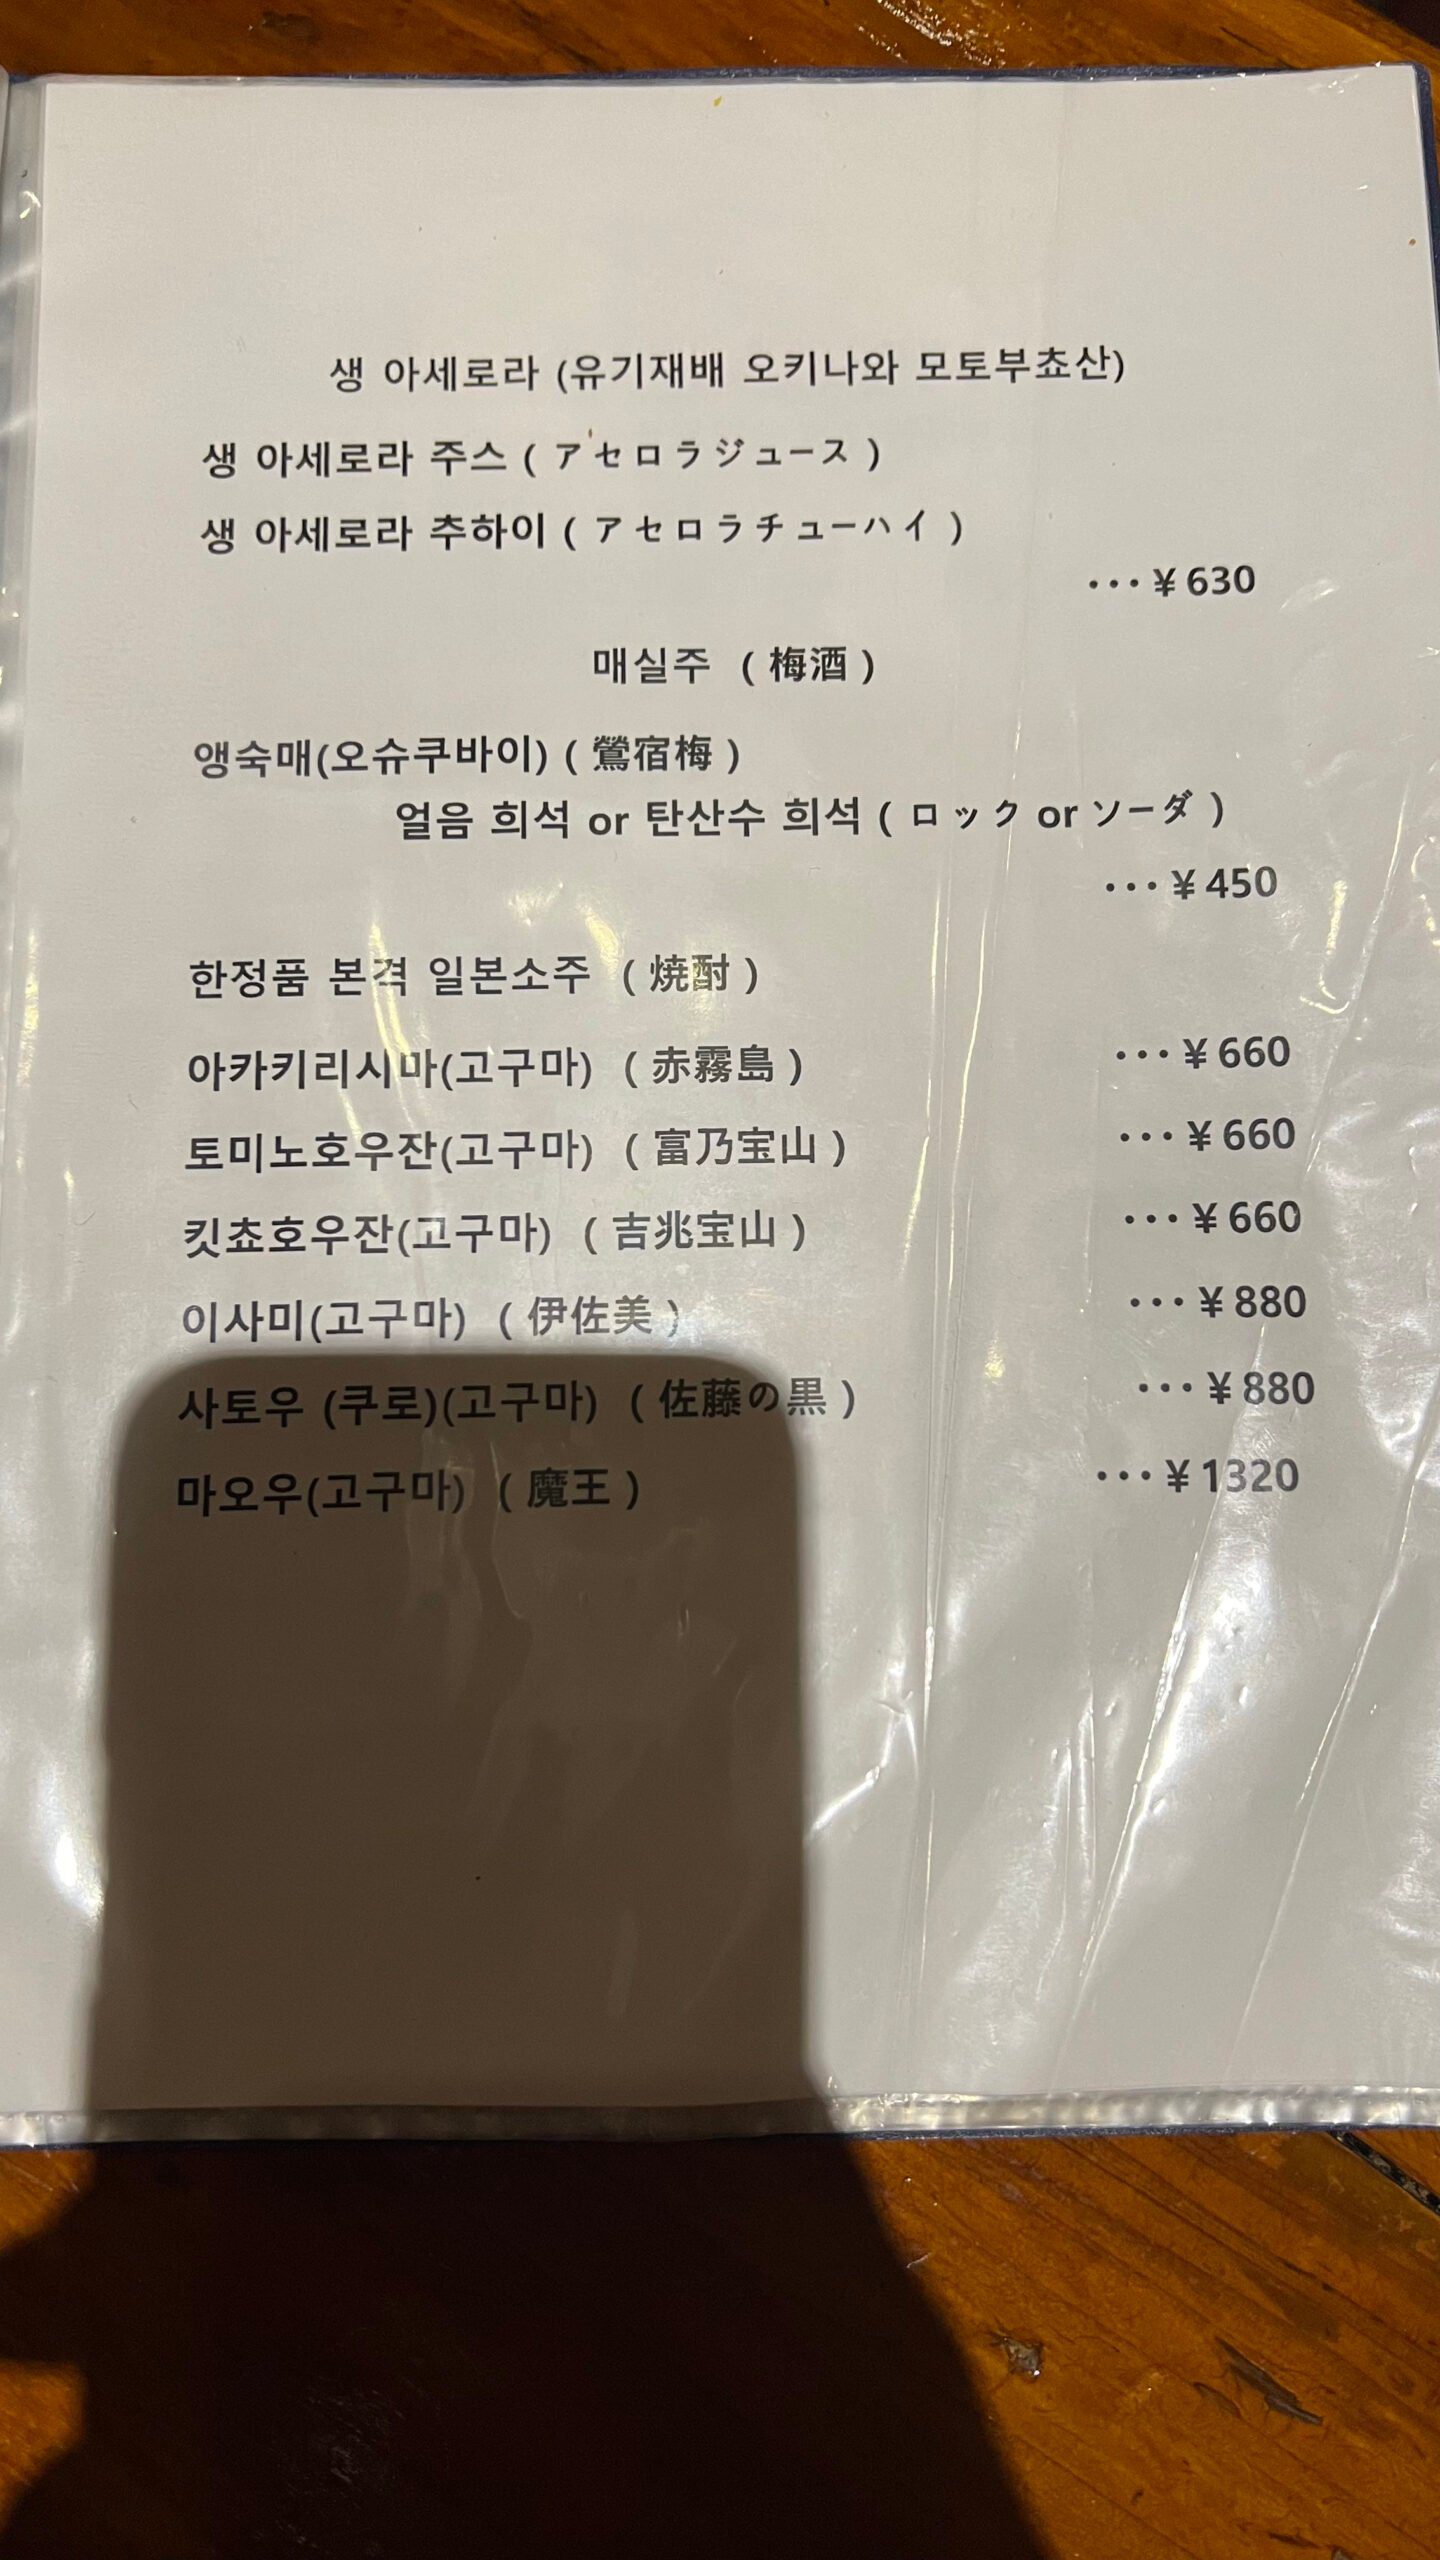 생 아세로라 (유기재배 오키나와 모토부쵸산)
생 아세로라 주스 ( アセロラジュース )
생 아세로라 추하이 ( アセロラチューハイ )
･･･¥630
매실주 ( 梅酒 )
앵숙매(오슈쿠바이) ( 鶯宿梅 )
얼음 희석 or 탄산수 희석 ( ロック or ソーダ )
･･･¥450
한정품 본격 일본소주 ( 焼酎 )
아카키리시마(고구마) ( 赤霧島 ) ･･･¥660
토미노호우잔(고구마) ( 富乃宝山 ) ･･･¥660
킷쵸호우잔(고구마) ( 吉兆宝山 ) ･･･¥660
이사미(고구마) ( 伊佐美 ) ･･･¥880
사토우 (쿠로)(고구마) ( 佐藤の黒 ) ･･･¥880
마오우(고구마) ( 魔王 ) ･･･¥1320